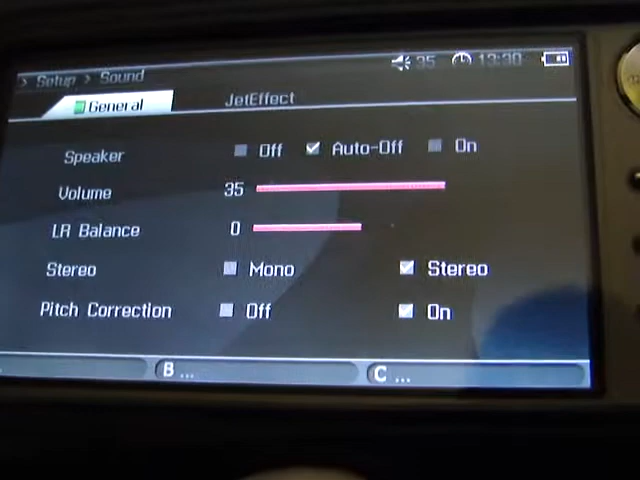 > Setup > Sound 35 13:30
General JetEffect
Speaker Off Auto-Off On
Volume 35
LR Balance 0
Stereo Mono Stereo
Pitch Correction Off On
B ... C ...